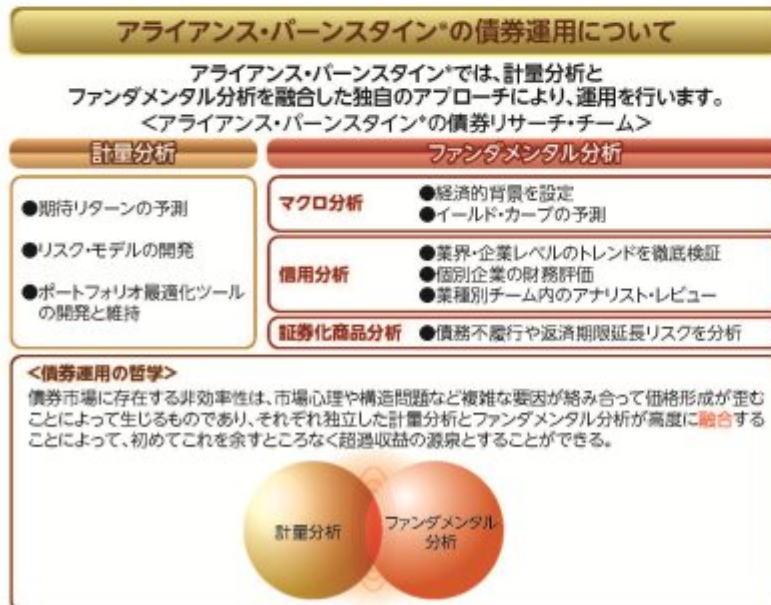 アライアンス・バーンスタイン*の債券運用について
アライアンス・バーンスタイン*では、計量分析と
ファンダメンタル分析を融合した独自のアプローチにより、運用を行います。
<アライアンス・バーンスタイン*の債券リサーチ・チーム>
計量分析
●期待リターンの予測
●リスク・モデルの開発
●ポートフォリオ最適化ツール
の開発と維持
ファンダメンタル分析
マクロ分析
●経済的背景を設定
●イールド・カーブの予測
信用分析
●業界・企業レベルのトレンドを徹底検証
●個別企業の財務評価
●業種別チーム内のアナリスト・レビュー
証券化商品分析
●債務不履行や返済期限延長リスクを分析
<債券運用の哲学>
債券市場に存在する非効率性は、市場心理や構造問題など複雑な要因が絡み合って価格形成が歪む
ことによって生じるものであり、それぞれ独立した計量分析とファンダメンタル分析が高度に融合する
ことによって、初めてこれを余すところなく超過収益の源泉とすることができる。
計量分析
ファンダメンタル
分析